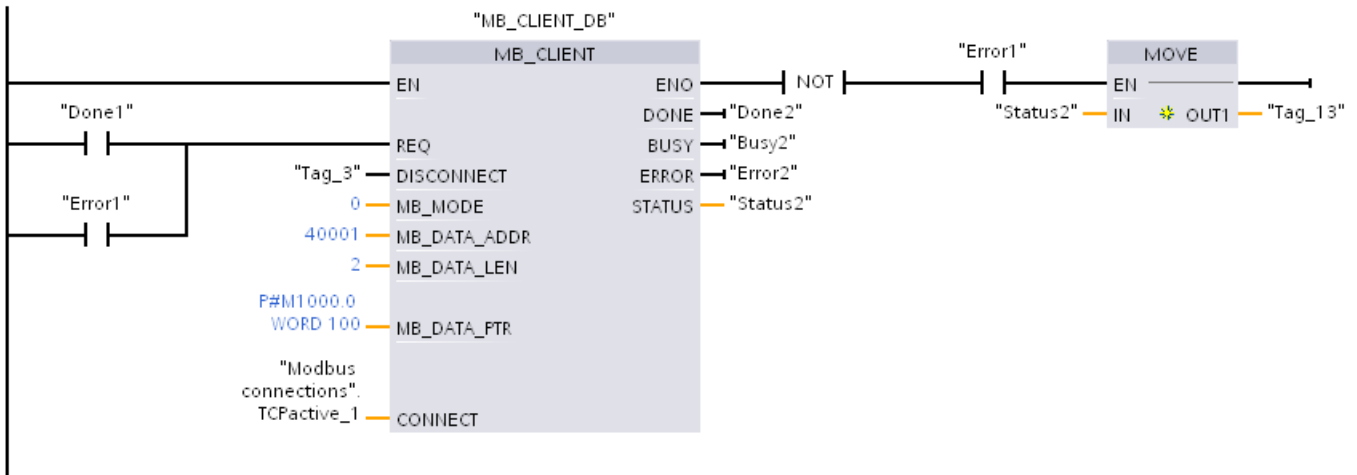 "MB_CLIENT_DB"
MB_CLIENT
"Error1"
MOVE
EN
ENO
NOT
EN
"Done1"
DONE
"Done2"
"Status2"
IN
OUT1
"Tag_13"
REQ
BUSY
"Busy2"
"Tag_3"
DISCONNECT
ERROR
"Error2"
"Error1"
0
MB_MODE
STATUS
"Status2"
40001
MB_DATA_ADDR
2
MB_DATA_LEN
P#M1000.0
WORD 100
MB_DATA_PTR
"Modbus
connections".
TCPactive_1
CONNECT